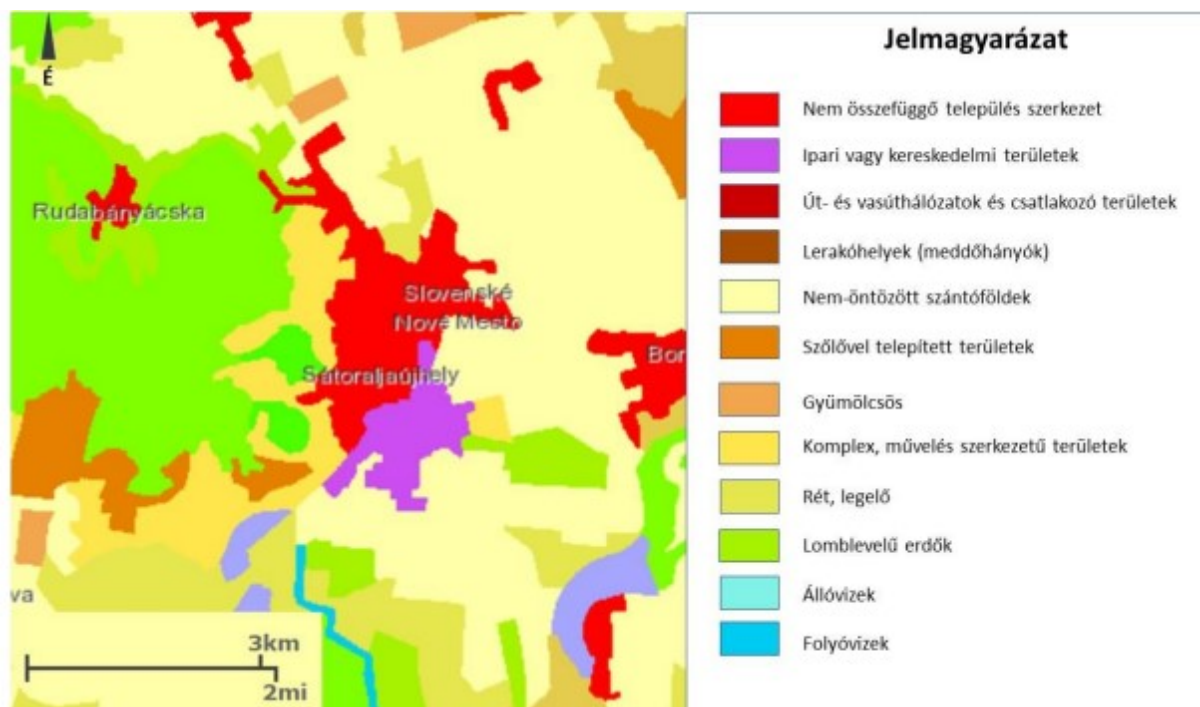 É
Rudabányácska
Slovenské
Nové Mesto
Bor
Sátoraljaújhely
va
3km
2mi
Jelmagyarázat
Nem összefüggő település szerkezet
Ipari vagy kereskedelmi területek
Út- és vasúthálózatok és csatlakozó területek
Lerakóhelyek (meddőhányók)
Nem-öntözött szántóföldek
Szőlővel telepített területek
Gyümölcsös
Komplex, művelés szerkezetű területek
Rét, legelő
Lomblevelű erdők
Állóvizek
Folyóvizek